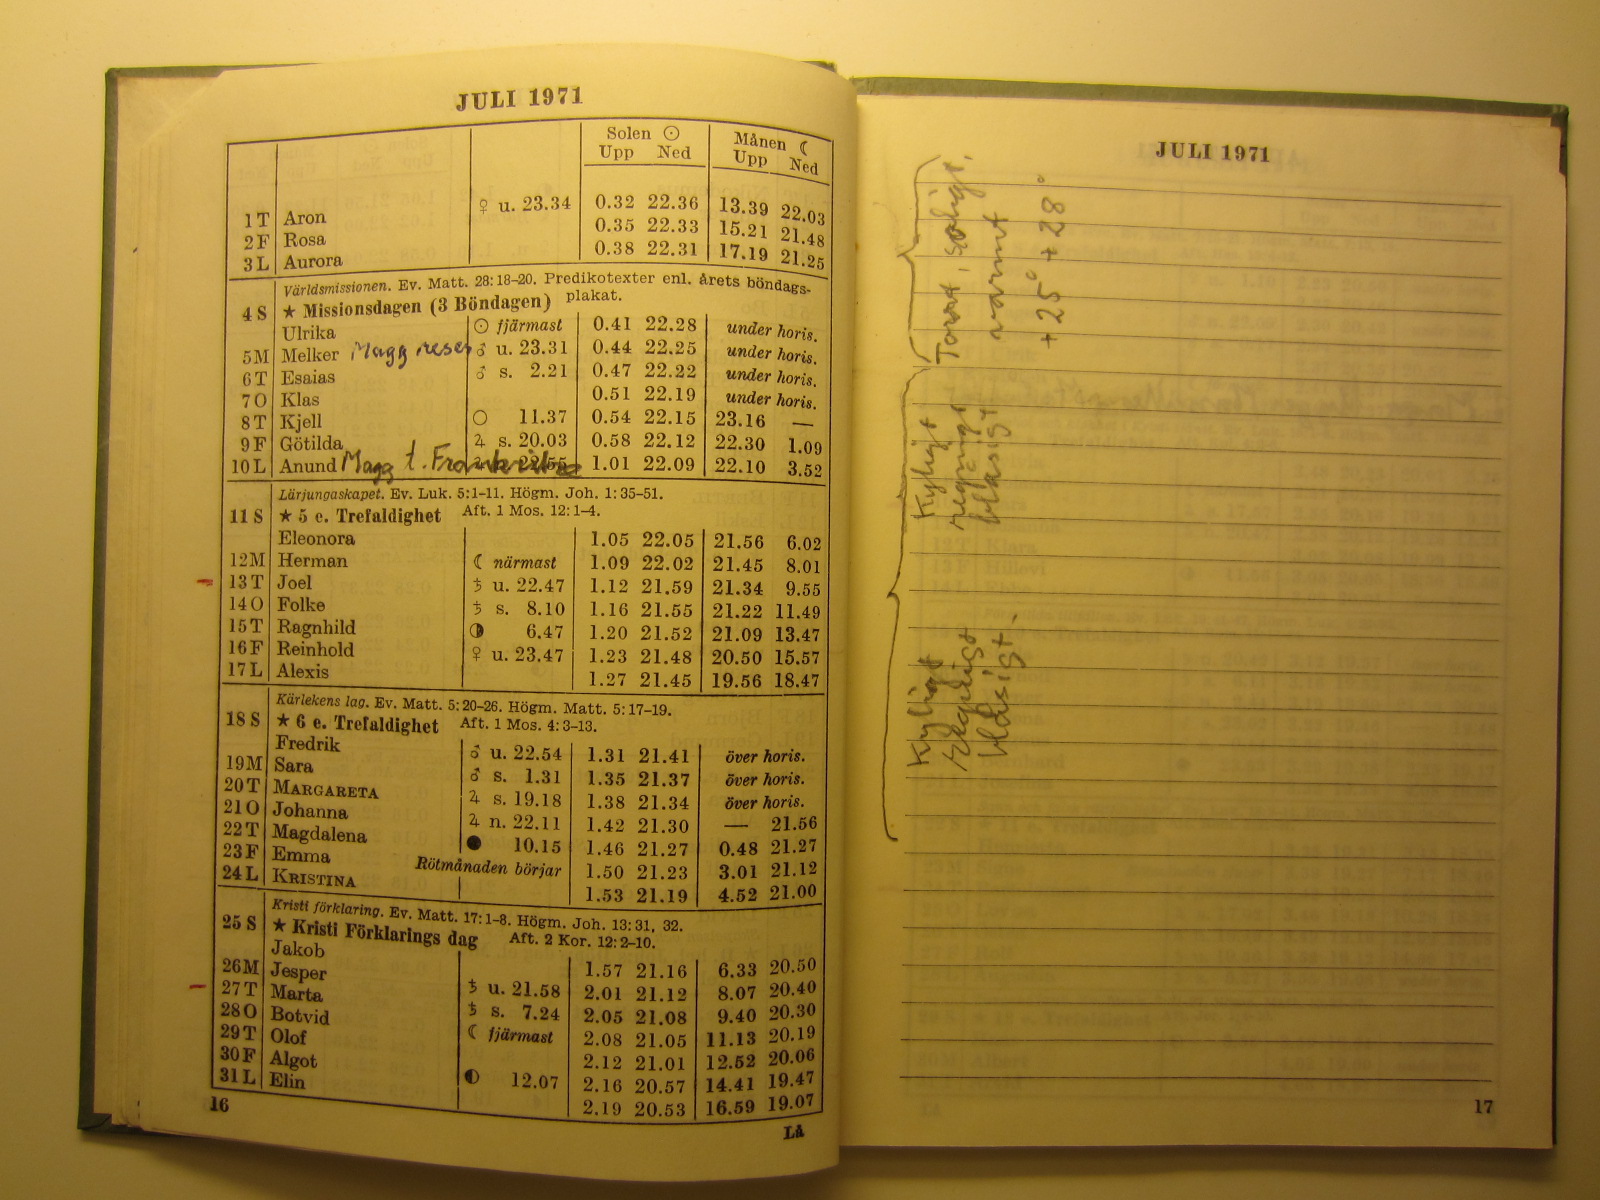 JULI 1971
Solen ☉ Månen ☾
Upp Ned Upp Ned
1 T Aron ♀ u. 23.34 0.32 22.36 13.39 22.03
2 F Rosa 0.35 22.33 15.21 21.48
3 L Aurora 0.38 22.31 17.19 21.25
Världsmissionen. Ev. Matt. 28:18–20. Predikotexter enl. årets böndags-
plakat.
4 S ★ Missionsdagen (3 Böndagen)
Ulrika ☉ fjärmast 0.41 22.28 under horis.
5 M Melker Magg reser ♂ u. 23.31 0.44 22.25 under horis.
6 T Esaias ♂ s. 2.21 0.47 22.22 under horis.
7 O Klas 0.51 22.19 under horis.
8 T Kjell ○ 11.37 0.54 22.15 23.16 —
9 F Götilda ♃ s. 20.03 0.58 22.12 22.30 1.09
10 L Anund Magg t. Frankrike 22.55 1.01 22.09 22.10 3.52
Lärjungaskapet. Ev. Luk. 5:1–11. Högm. Joh. 1:35–51.
11 S ★ 5 e. Trefaldighet Aft. 1 Mos. 12:1–4.
Eleonora 1.05 22.05 21.56 6.02
12 M Herman ☾ närmast 1.09 22.02 21.45 8.01
13 T Joel ♄ u. 22.47 1.12 21.59 21.34 9.55
14 O Folke ♄ s. 8.10 1.16 21.55 21.22 11.49
15 T Ragnhild ◑ 6.47 1.20 21.52 21.09 13.47
16 F Reinhold ♀ u. 23.47 1.23 21.48 20.50 15.57
17 L Alexis 1.27 21.45 19.56 18.47
Kärlekens lag. Ev. Matt. 5:20–26. Högm. Matt. 5:17–19.
18 S ★ 6 e. Trefaldighet Aft. 1 Mos. 4:3–13.
Fredrik ♂ u. 22.54 1.31 21.41 över horis.
19 M Sara ♂ s. 1.31 1.35 21.37 över horis.
20 T MARGARETA ♃ s. 19.18 1.38 21.34 över horis.
21 O Johanna ♃ n. 22.11 1.42 21.30 — 21.56
22 T Magdalena ● 10.15 1.46 21.27 0.48 21.27
23 F Emma Rötmånaden börjar 1.50 21.23 3.01 21.12
24 L KRISTINA 1.53 21.19 4.52 21.00
Kristi förklaring. Ev. Matt. 17:1–8. Högm. Joh. 13:31, 32.
25 S ★ Kristi Förklarings dag Aft. 2 Kor. 12:2–10.
Jakob 1.57 21.16 6.33 20.50
26 M Jesper ♄ u. 21.58 2.01 21.12 8.07 20.40
27 T Marta ♄ s. 7.24 2.05 21.08 9.40 20.30
28 O Botvid ☾ fjärmast 2.08 21.05 11.13 20.19
29 T Olof 2.12 21.01 12.52 20.06
30 F Algot ◐ 12.07 2.16 20.57 14.41 19.47
31 L Elin 2.19 20.53 16.59 19.07
16
Lå
JULI 1971
Torrt, soligt,
varmt
+25° +28°
Kyligt
regnigt
blåsigt
Kyligt
regnigt
blåsigt.
17